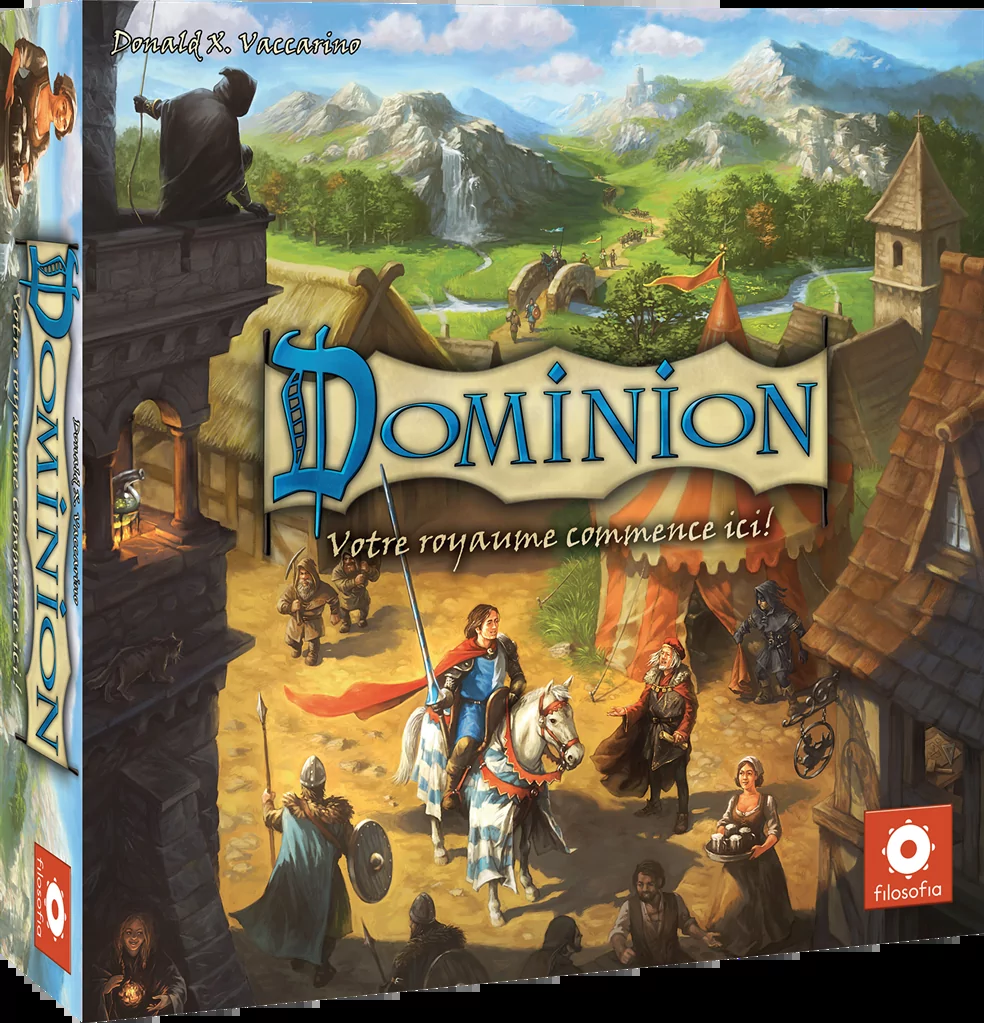 Donald X. Vaccarino
DOMINION
Votre royaume commence ici!
filosofia
DOMINION
Votre royaume commence ici!
Donald X. Vaccarino
filosofia